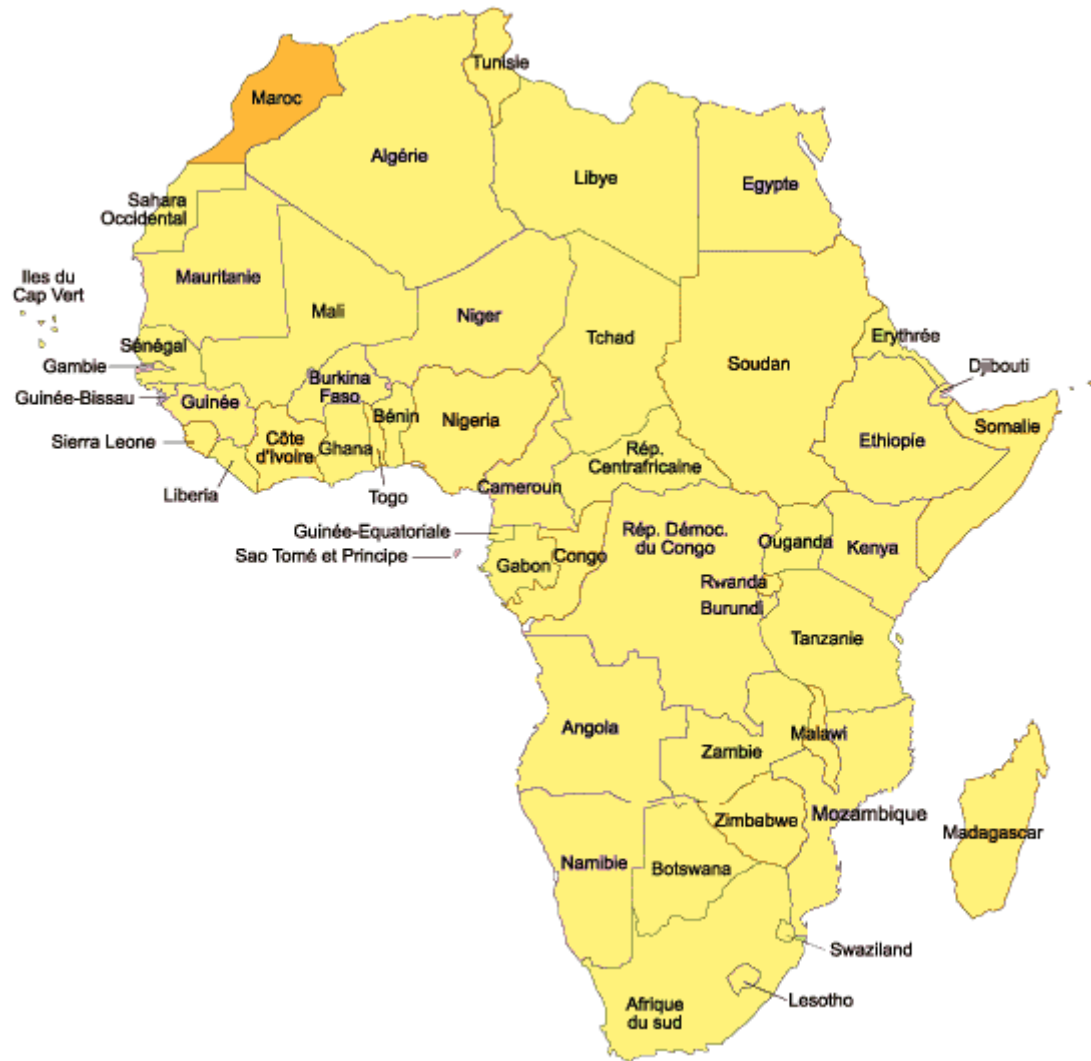 Tunisie
Maroc
Algérie
Libye
Egypte
Sahara
Occidental
Iles du
Cap Vert
Mauritanie
Mali
Niger
Tchad
Soudan
Erythrée
Sénégal
Gambie
Djibouti
Guinée-Bissau
Guinée
Burkina
Faso
Bénin
Nigeria
Somalie
Sierra Leone
Côte
d'Ivoire
Ghana
Ethiopie
Rép.
Centrafricaine
Liberia
Togo
Cameroun
Guinée-Equatoriale
Rép. Démoc.
du Congo
Ouganda
Kenya
Sao Tomé et Principe
Gabon
Congo
Rwanda
Burundi
Tanzanie
Angola
Malawi
Zambie
Mozambique
Zimbabwe
Madagascar
Namibie
Botswana
Swaziland
Lesotho
Afrique
du sud